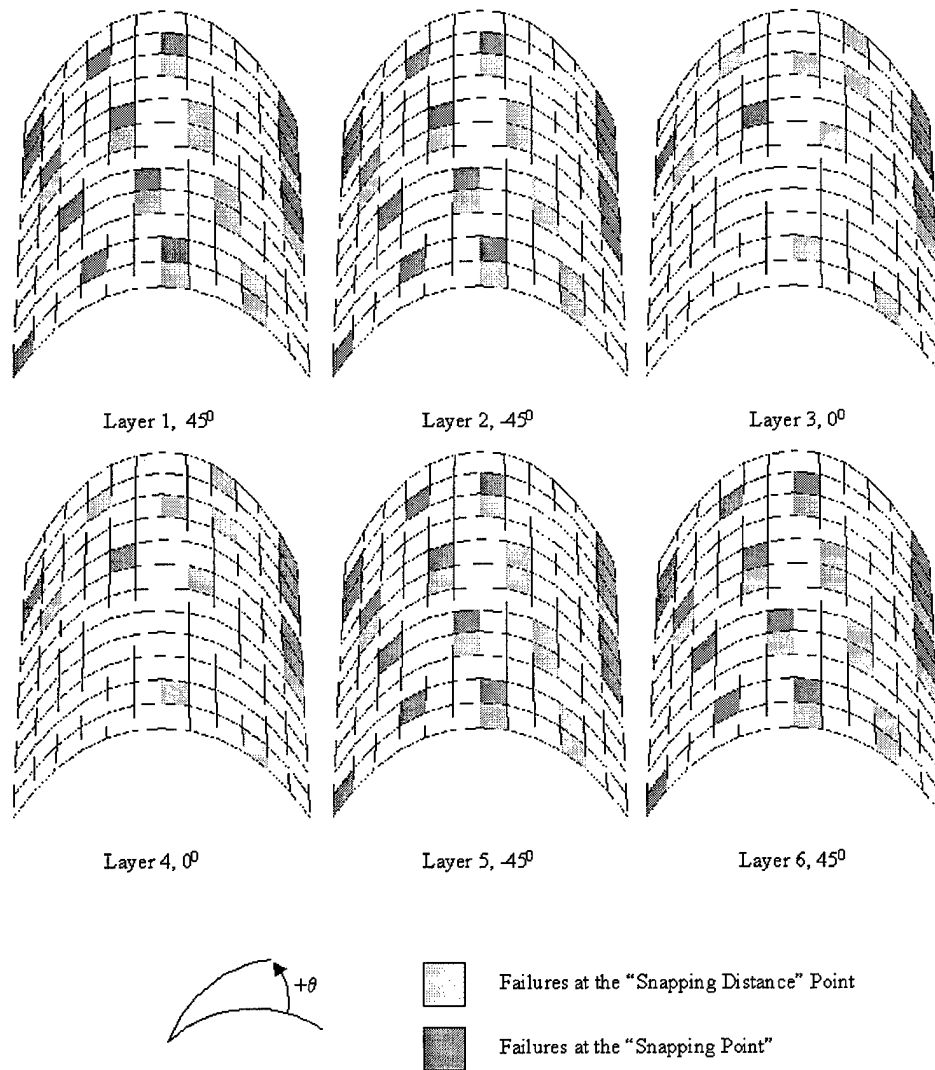 Layer 1, 45⁰
Layer 2, -45⁰
Layer 3, 0⁰
Layer 4, 0⁰
Layer 5, -45⁰
Layer 6, 45⁰
+θ
Failures at the “Snapping Distance” Point
Failures at the “Snapping Point”